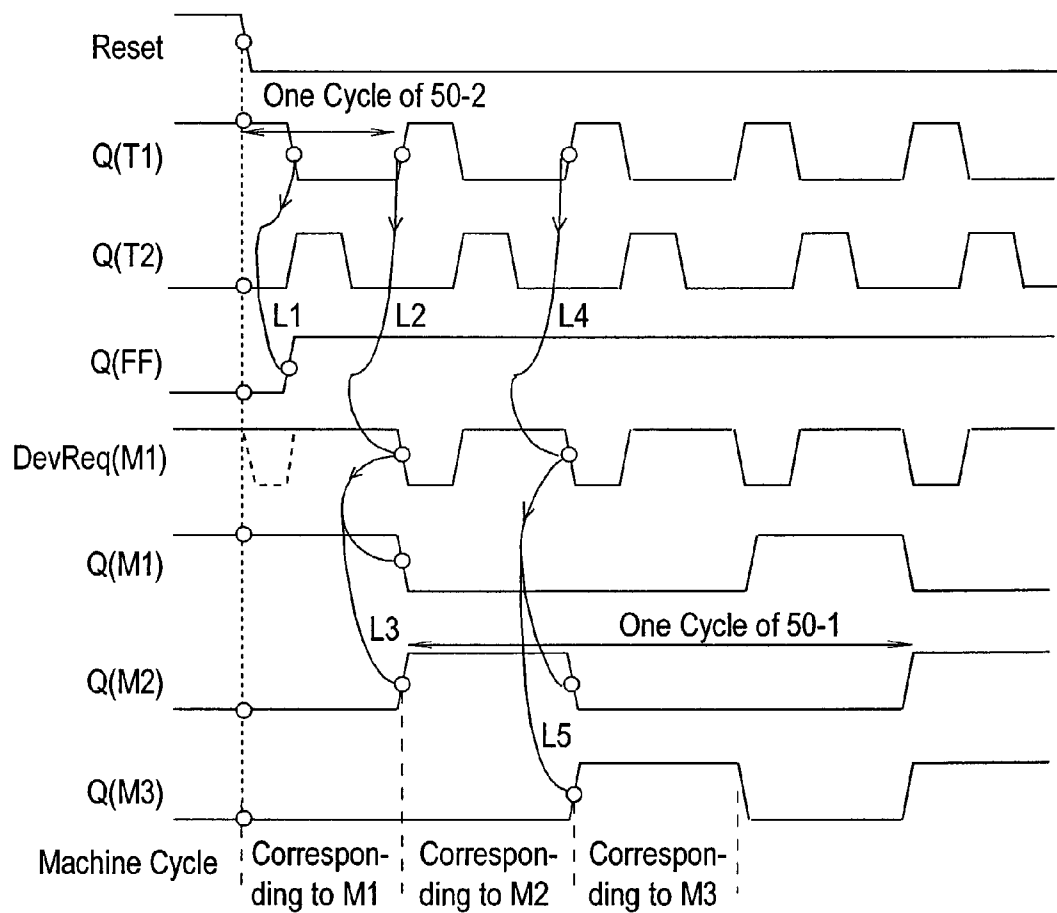 Reset
One Cycle of 50-2
Q(T1)
Q(T2)
L1
L2
L4
Q(FF)
DevReq(M1)
Q(M1)
L3
One Cycle of 50-1
Q(M2)
L5
Q(M3)
Machine Cycle
Correspon-
ding to M1
Correspon-
ding to M2
Correspon-
ding to M3